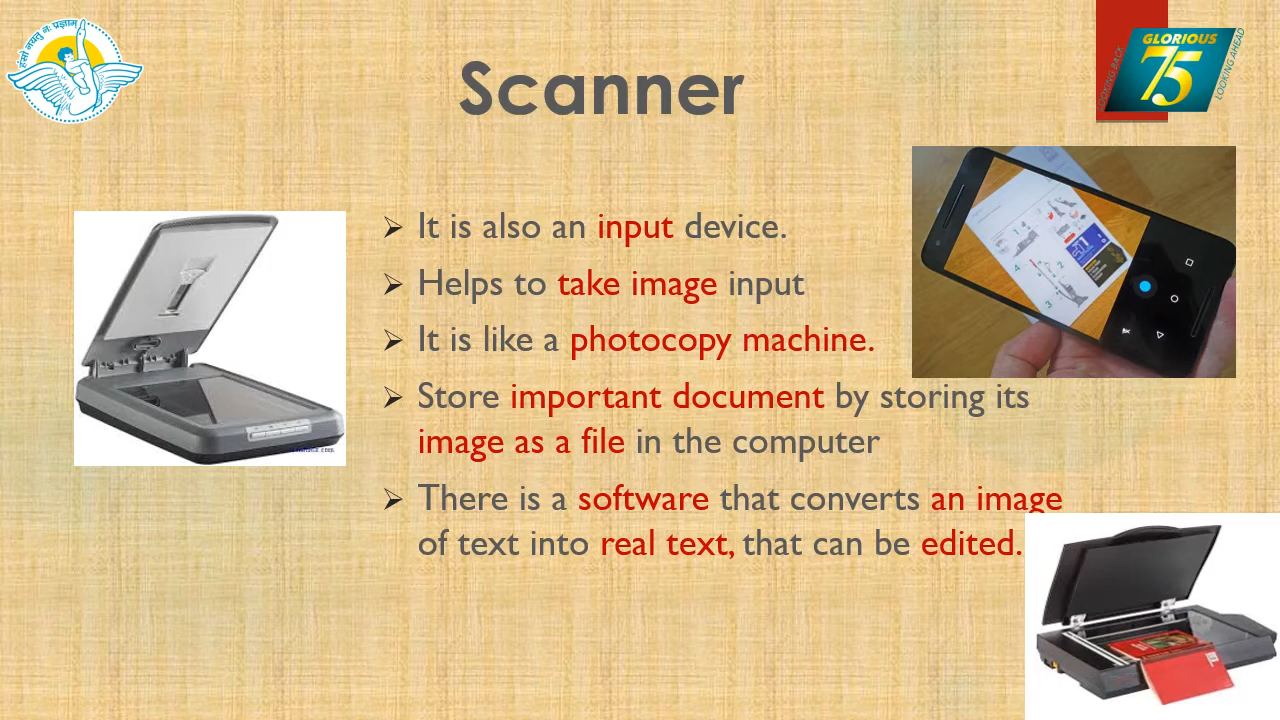 हंसो नयतु नः प्रज्ञाम्
Scanner
LOOKING BACK
GLORIOUS
75
LOOKING AHEAD
➢ It is also an input device.
➢ Helps to take image input
➢ It is like a photocopy machine.
➢ Store important document by storing its
image as a file in the computer
➢ There is a software that converts an image
of text into real text, that can be edited.